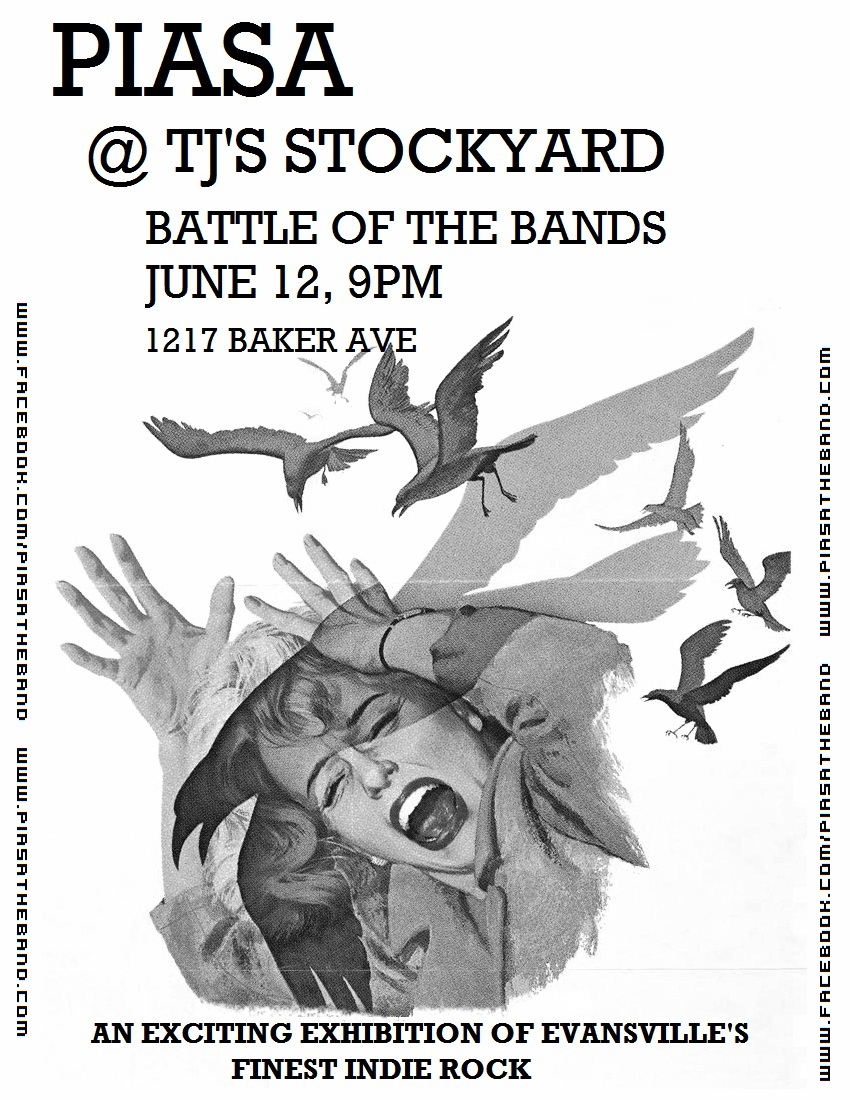 PIASA
@ TJ'S STOCKYARD
BATTLE OF THE BANDS
JUNE 12, 9PM
1217 BAKER AVE
www.FACEBOOK.com/PIASATHEBAND www.PIASATHEBAND.com
www.FACEBOOK.com/PIASATHEBAND www.PIASATHEBAND.com
AN EXCITING EXHIBITION OF EVANSVILLE'S
FINEST INDIE ROCK